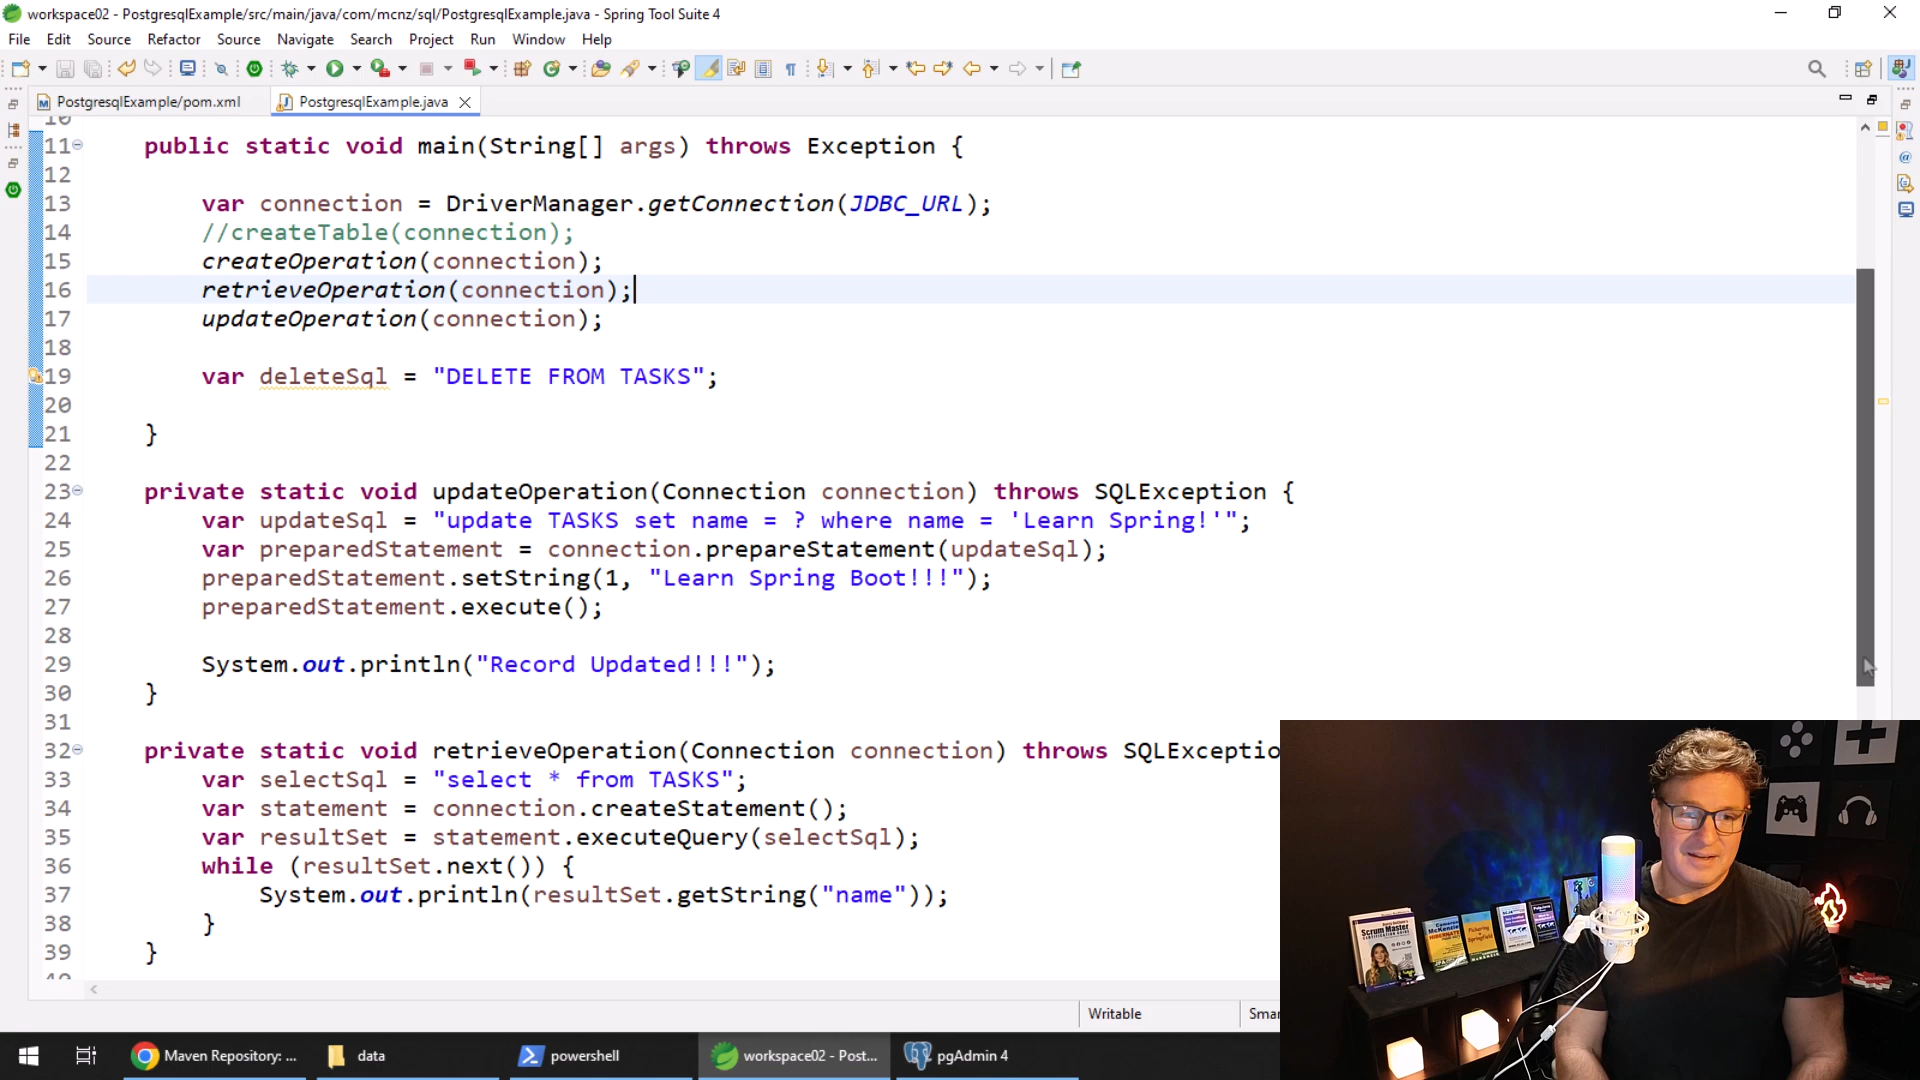 workspace02 - PostgresqlExample/src/main/java/com/mcnz/sql/PostgresqlExample.java - Spring Tool Suite 4
File Edit Source Refactor Source Navigate Search Project Run Window Help
PostgresqlExample/pom.xml PostgresqlExample.java
10
11 public static void main(String[] args) throws Exception {
12
13 var connection = DriverManager.getConnection(JDBC_URL);
14 //createTable(connection);
15 createOperation(connection);
16 retrieveOperation(connection);
17 updateOperation(connection);
18
19 var deleteSql = "DELETE FROM TASKS";
20
21 }
22
23 private static void updateOperation(Connection connection) throws SQLException {
24 var updateSql = "update TASKS set name = ? where name = 'Learn Spring!'";
25 var preparedStatement = connection.prepareStatement(updateSql);
26 preparedStatement.setString(1, "Learn Spring Boot!!!");
27 preparedStatement.execute();
28
29 System.out.println("Record Updated!!!");
30 }
31
32 private static void retrieveOperation(Connection connection) throws SQLExceptio
33 var selectSql = "select * from TASKS";
34 var statement = connection.createStatement();
35 var resultSet = statement.executeQuery(selectSql);
36 while (resultSet.next()) {
37 System.out.println(resultSet.getString("name"));
38 }
39 }
Writable Smar
Scrum Master
Maven Repository: ... data powershell workspace02 - Post... pgAdmin 4